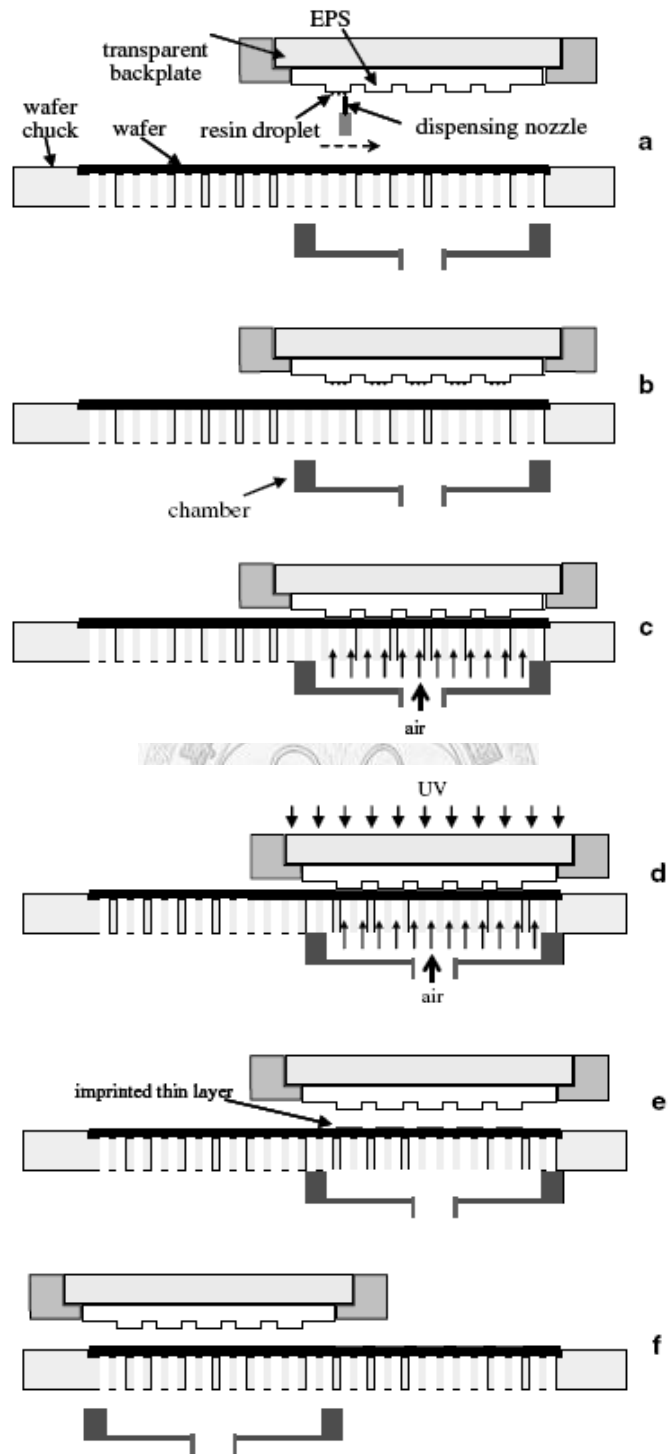 EPS
transparent
backplate
wafer
chuck
wafer
resin droplet
dispensing nozzle
a
b
chamber
c
air
UV
d
air
imprinted thin layer
e
f